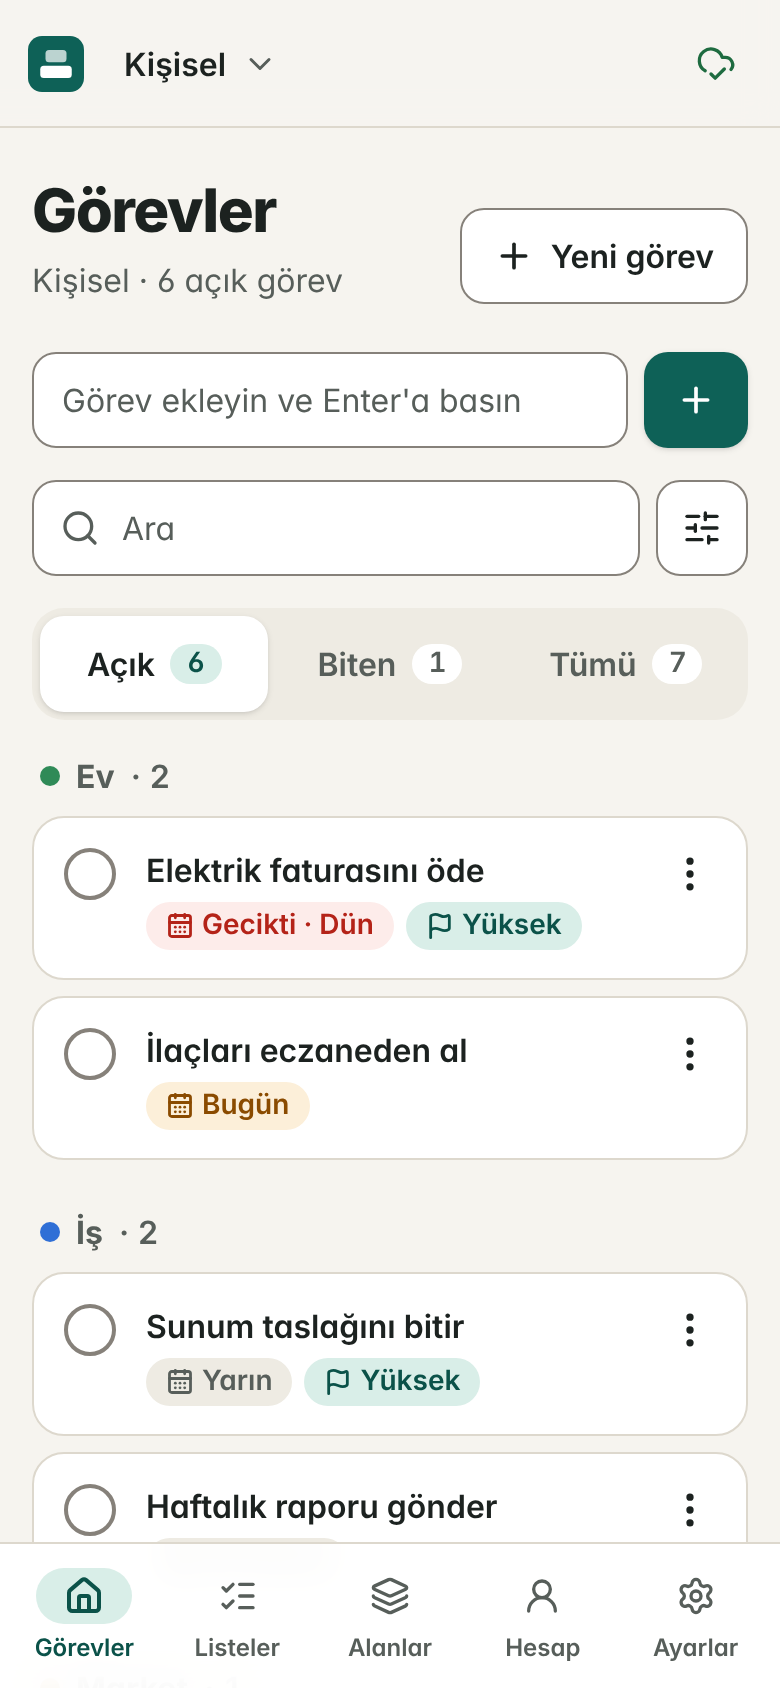 Kişisel
Görevler
Kişisel · 6 açık görev
Yeni görev
Görev ekleyin ve Enter'a basın
Ara
Açık 6
Biten 1
Tümü 7
Ev · 2
Elektrik faturasını öde
Gecikti · Dün
Yüksek
İlaçları eczaneden al
Bugün
İş · 2
Sunum taslağını bitir
Yarın
Yüksek
Haftalık raporu gönder
Görevler
Listeler
Alanlar
Hesap
Ayarlar